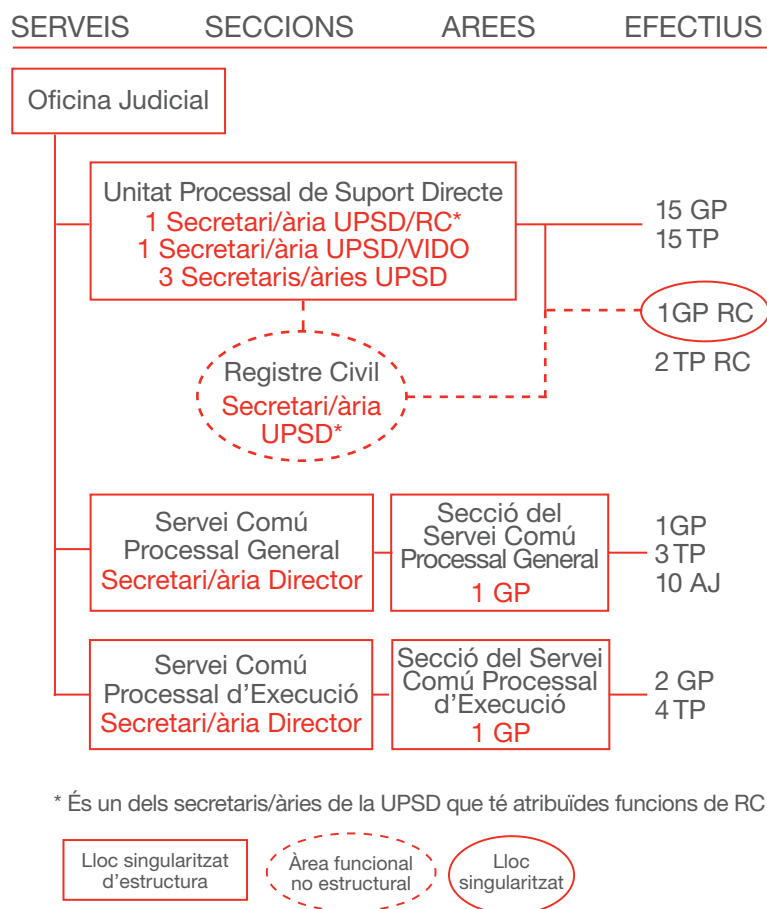 SERVEIS SECCIONS AREES EFECTIUS
Oficina Judicial
Unitat Processal de Suport Directe
1 Secretari/ària UPSD/RC*
1 Secretari/ària UPSD/VIDO
3 Secretaris/àries UPSD
15 GP
15 TP
1GP RC
2 TP RC
Registre Civil
Secretari/ària
UPSD*
Servei Comú
Processal General
Secretari/ària Director
Secció del
Servei Comú
Processal General
1 GP
1GP
3 TP
10 AJ
Servei Comú
Processal d’Execució
Secretari/ària Director
Secció del Servei
Comú Processal
d’Execució
1 GP
2 GP
4 TP
* És un dels secretaris/àries de la UPSD que té atribuïdes funcions de RC
Lloc singularitzat
d’estructura
Àrea funcional
no estructural
Lloc
singularitzat